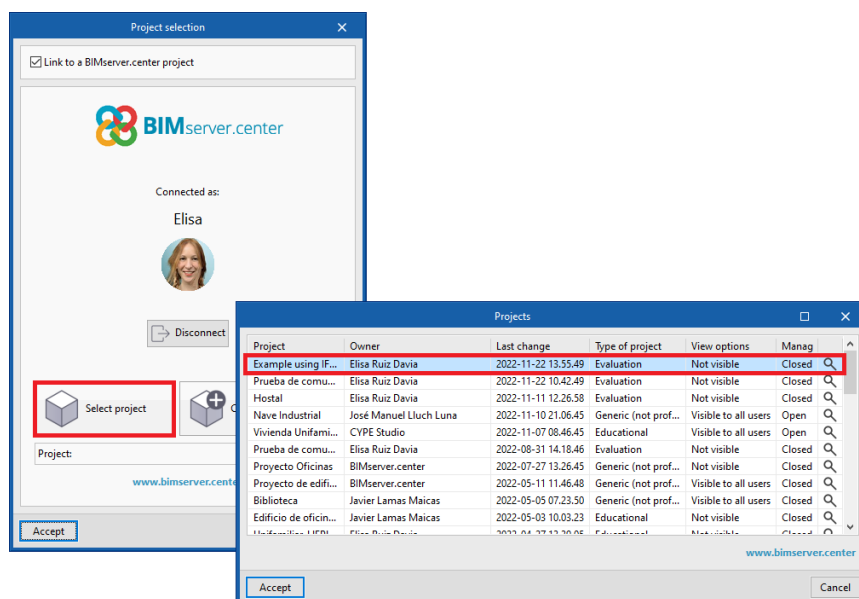 Project selection
Link to a BIMserver.center project
BIMserver.center
Connected as:
Elisa
Disconnect
Select project
Project:
www.bimserver.cente
Accept
Projects
Project Owner Last change Type of project View options Manag
Example using IF... Elisa Ruiz Davia 2022-11-22 13.55.49 Evaluation Not visible Closed
Prueba de comu... Elisa Ruiz Davia 2022-11-22 10.42.49 Evaluation Not visible Closed
Hostal Elisa Ruiz Davia 2022-11-11 12.26.58 Evaluation Not visible Closed
Nave Industrial José Manuel Lluch Luna 2022-11-10 21.06.45 Generic (not prof... Visible to all users Open
Vivienda Unifami... CYPE Studio 2022-11-07 08.46.45 Educational Visible to all users Open
Prueba de comu... Elisa Ruiz Davia 2022-08-31 14.18.46 Evaluation Not visible Closed
Proyecto Oficinas BIMserver.center 2022-07-27 13.26.45 Generic (not prof... Visible to all users Closed
Proyecto de edifi... BIMserver.center 2022-05-11 11.46.48 Generic (not prof... Visible to all users Closed
Biblioteca Javier Lamas Maicas 2022-05-05 07.23.50 Generic (not prof... Visible to all users Closed
Edificio de oficin... Javier Lamas Maicas 2022-05-03 10.03.23 Educational Not visible Closed
www.bimserver.center
Accept Cancel